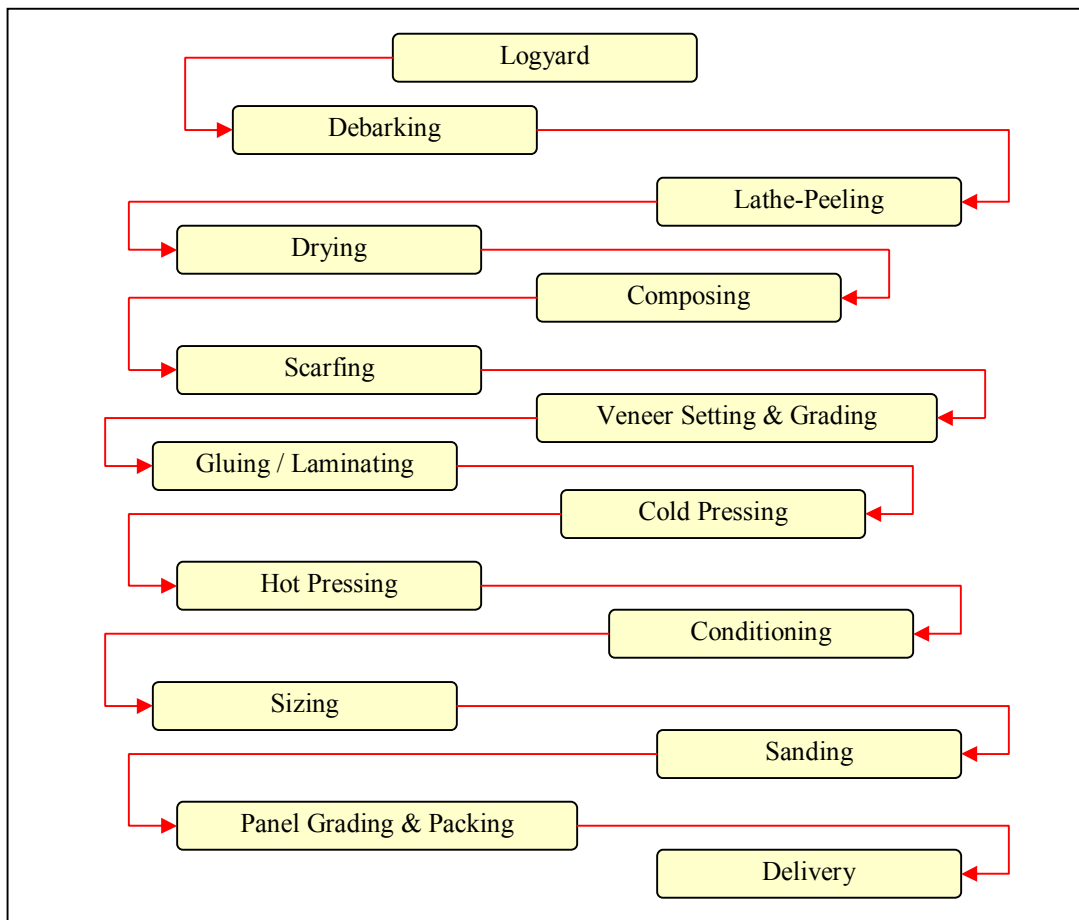 Logyard
Debarking
Lathe-Peeling
Drying
Composing
Scarfing
Veneer Setting & Grading
Gluing / Laminating
Cold Pressing
Hot Pressing
Conditioning
Sizing
Sanding
Panel Grading & Packing
Delivery